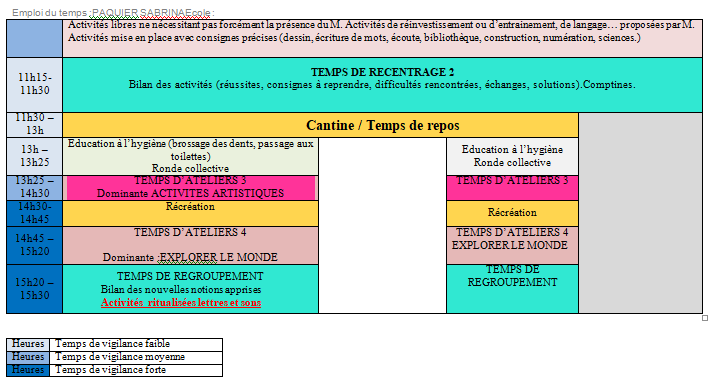 Emploi du temps :PAQUIER SABRINAEcole :
Activités libres ne nécessitant pas forcément la présence du M. Activités de réinvestissement ou d’entrainement, de langage… proposées par M.
Activités mise en place avec consignes précises (dessin, écriture de mots, écoute, bibliothèque, construction, numération, sciences.)
11h15-
11h30
TEMPS DE RECENTRAGE 2
Bilan des activités (réussites, consignes à reprendre, difficultés rencontrées, échanges, solutions).Comptines.
11h30 –
13h
Cantine / Temps de repos
13h –
13h25
Education à l’hygiène (brossage des dents, passage aux
toilettes)
Ronde collective
Education à l’hygiène
Ronde collective
13h25 –
14h30
TEMPS D’ATELIERS 3
Dominante ACTIVITES ARTISTIQUES
TEMPS D’ATELIERS 3
14h30-
14h45
Récréation
Récréation
14h45 –
15h20
TEMPS D’ATELIERS 4
Dominante :EXPLORER LE MONDE
TEMPS D’ATELIERS 4
EXPLORER LE MONDE
15h20 –
15h30
TEMPS DE REGROUPEMENT
Bilan des nouvelles notions apprises
Activités ritualisées lettres et sons
TEMPS DE
REGROUPEMENT
Heures Temps de vigilance faible
Heures Temps de vigilance moyenne
Heures Temps de vigilance forte